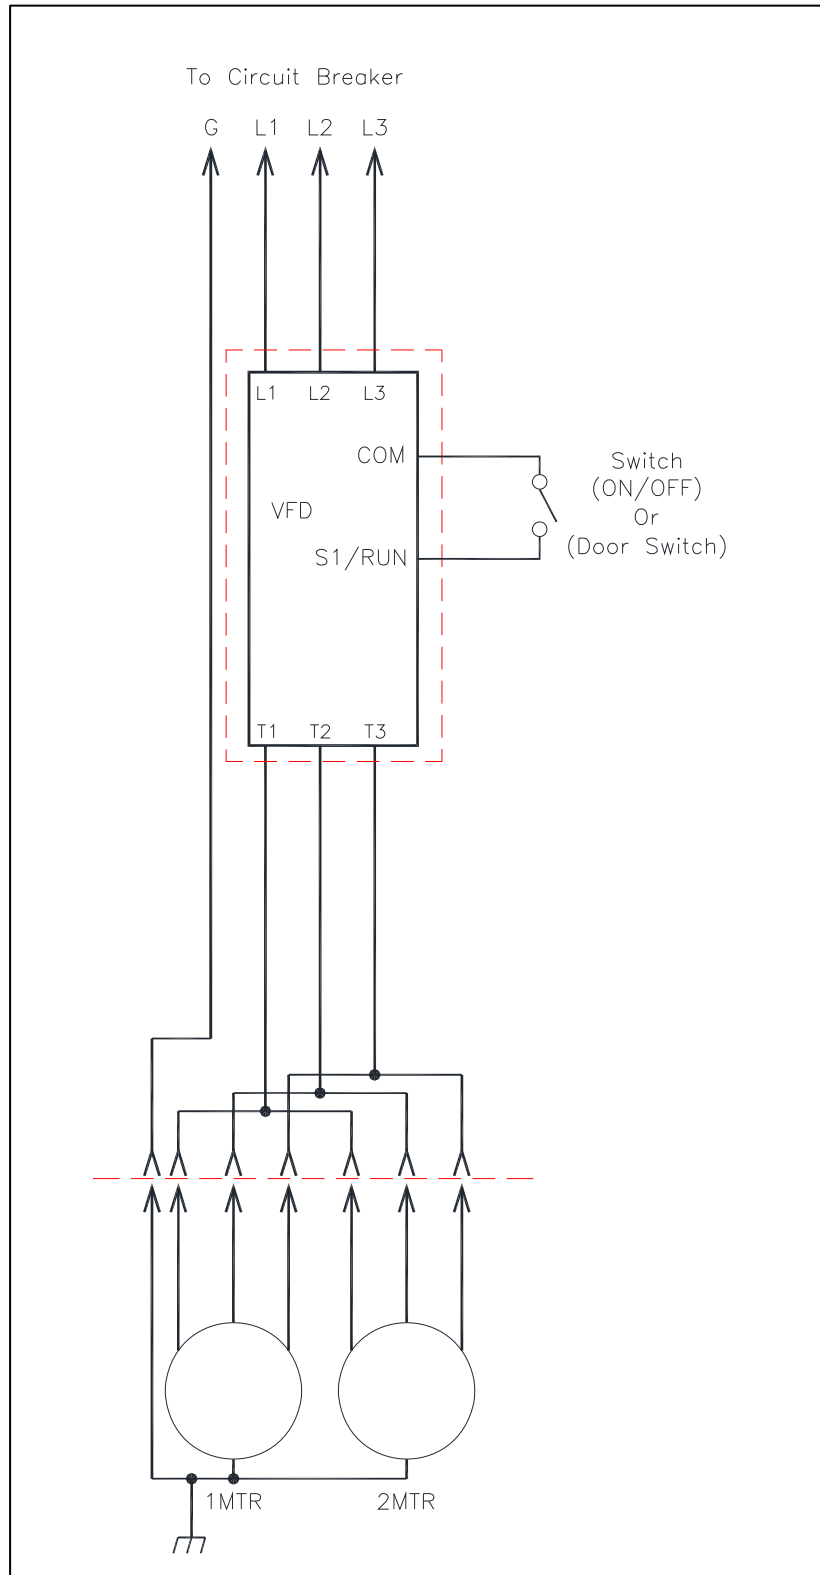 To Circuit Breaker
G L1 L2 L3
L1 L2 L3
COM
Switch
(ON/OFF)
Or
(Door Switch)
VFD
S1/RUN
T1 T2 T3
1MTR 2MTR